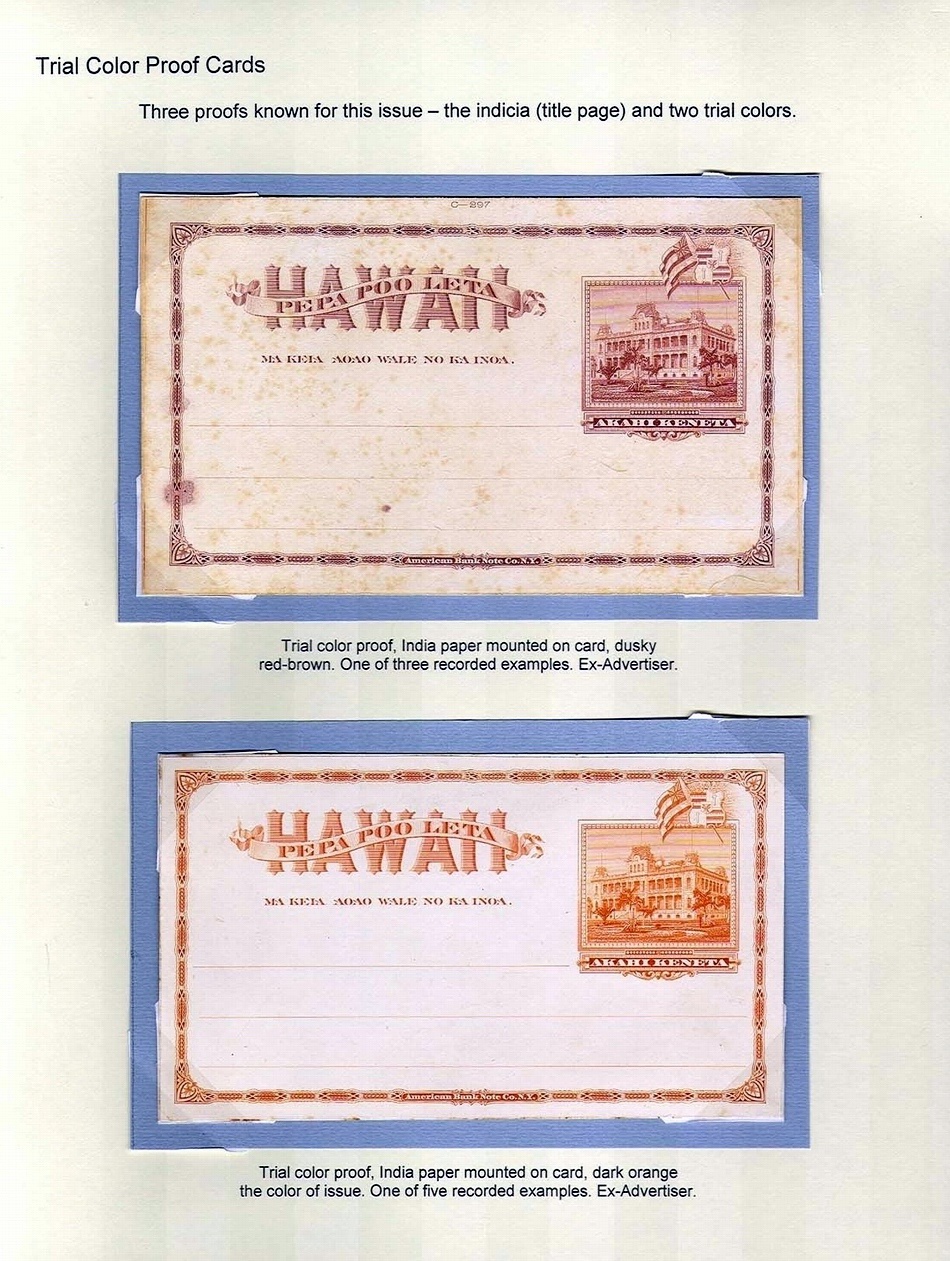 Trial Color Proof Cards
Three proofs known for this issue – the indicia (title page) and two trial colors.
C—297
HAWAII
PEPA POO LETA
MA KEIA AOAO WALE NO KA INOA.
AKAHI KENETA
American Bank Note Co. N.Y.
Trial color proof, India paper mounted on card, dusky
red-brown. One of three recorded examples. Ex-Advertiser.
HAWAII
PEPA POO LETA
MA KEIA AOAO WALE NO KA INOA.
AKAHI KENETA
American Bank Note Co. N.Y.
Trial color proof, India paper mounted on card, dark orange
the color of issue. One of five recorded examples. Ex-Advertiser.